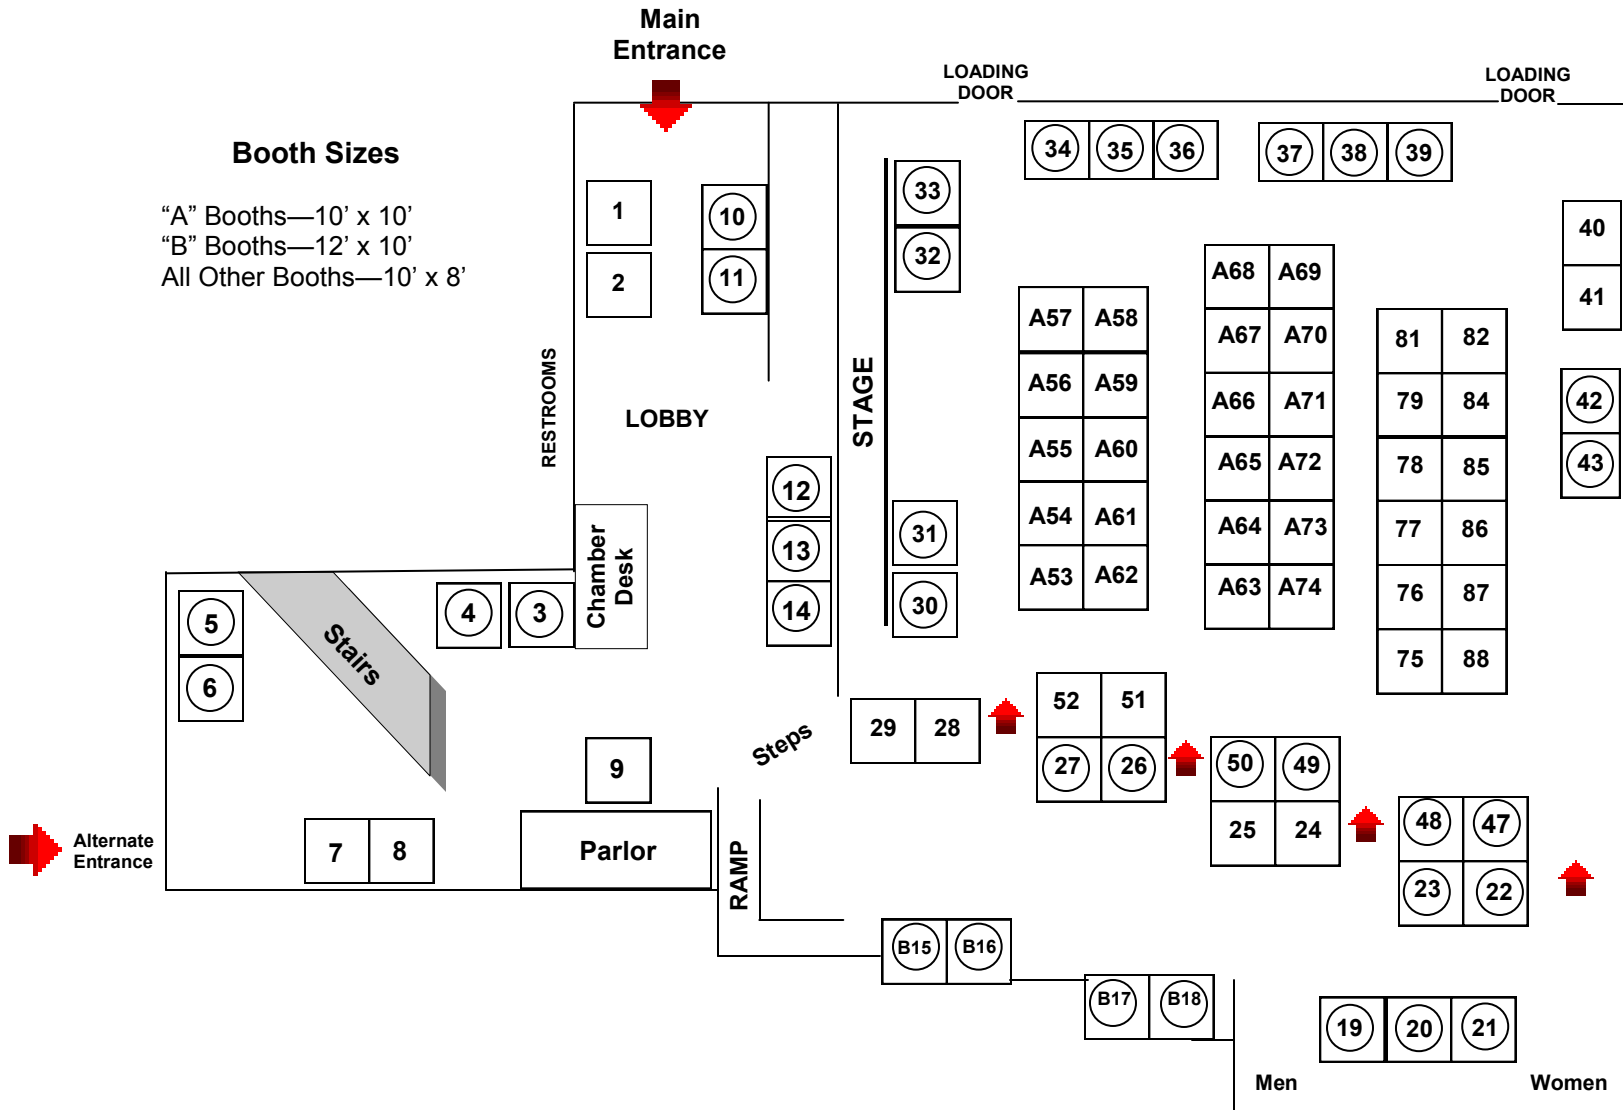 Main
Entrance
LOADING
DOOR
LOADING
DOOR
Booth Sizes
“A” Booths—10’ x 10’
“B” Booths—12’ x 10’
All Other Booths—10’ x 8’
1
2
10
11
RESTROOMS
LOBBY
STAGE
33
32
31
30
34 35 36
37 38 39
40
41
42
43
A57 A58
A56 A59
A55 A60
A54 A61
A53 A62
A68 A69
A67 A70
A66 A71
A65 A72
A64 A73
A63 A74
81 82
79 84
78 85
77 86
76 87
75 88
12
13
14
Chamber
Desk
4 3
5
6
Stairs
9
Steps
29 28
52 51
27 26
50 49
25 24
48 47
23 22
Alternate
Entrance
7 8
Parlor
RAMP
B15 B16
B17 B18
19 20 21
Men
Women